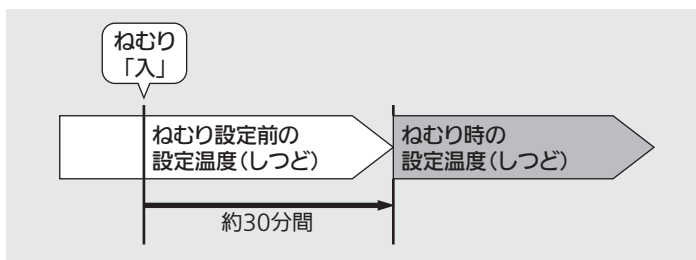 ねむり
「入」
ねむり設定前の
設定温度(しつど)
ねむり時の
設定温度(しつど)
約30分間